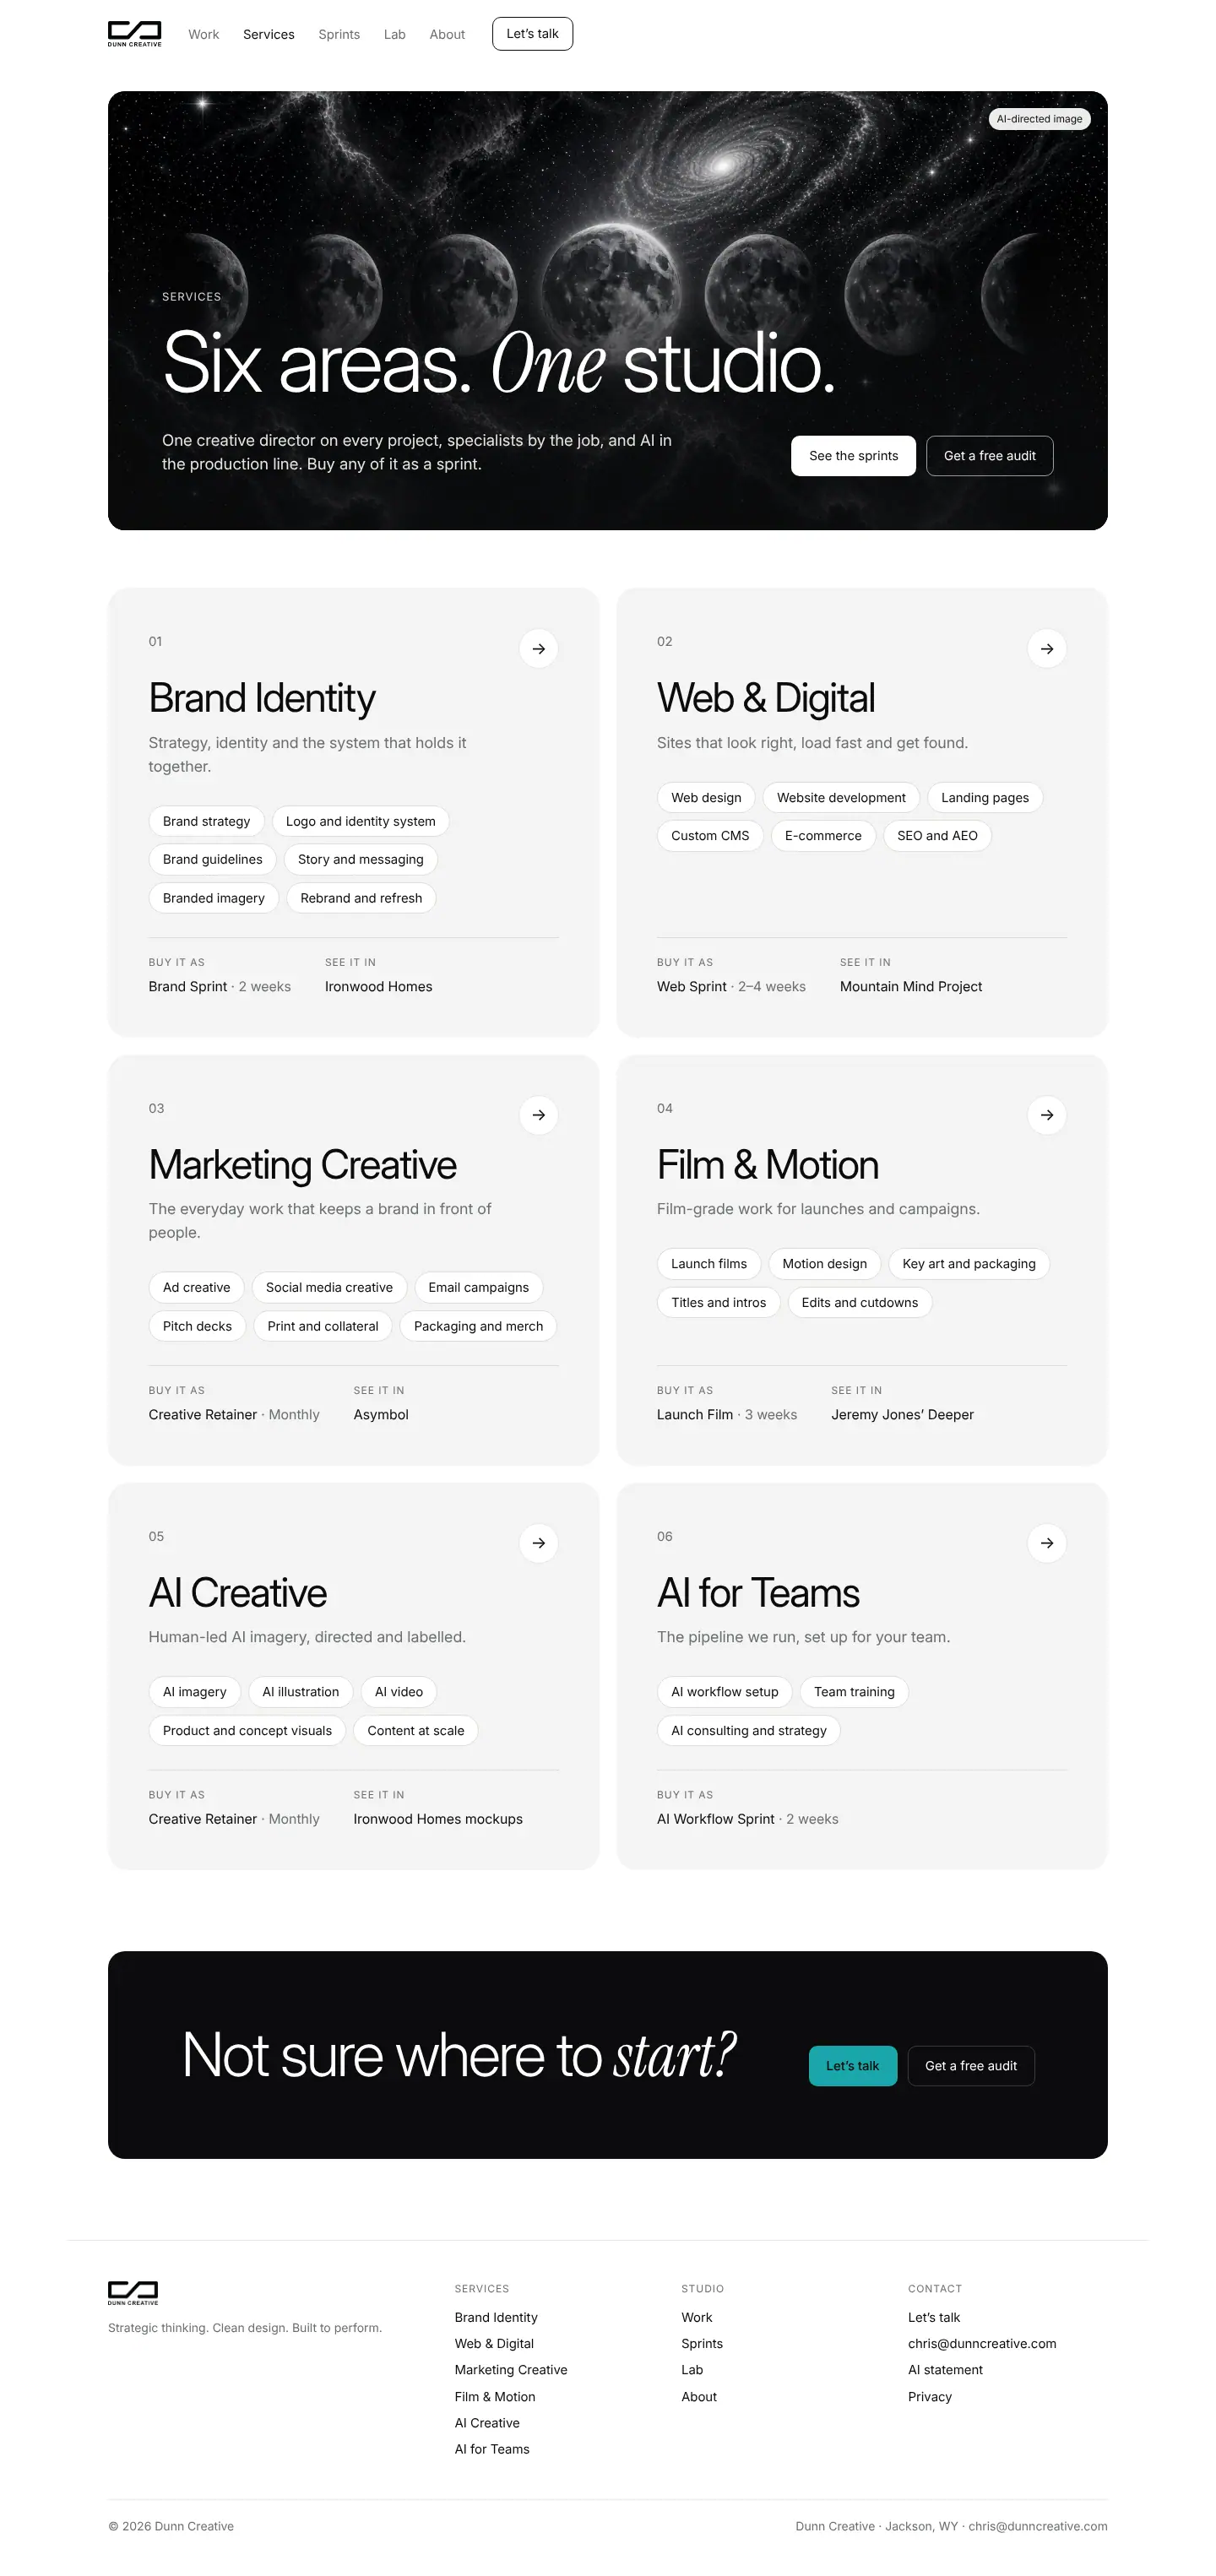 DUNN CREATIVE
Work
Services
Sprints
Lab
About
Let's talk
AI-directed image
SERVICES
Six areas. One studio.
One creative director on every project, specialists by the job, and AI in
the production line. Buy any of it as a sprint.
See the sprints
Get a free audit
01
Brand Identity
Strategy, identity and the system that holds it
together.
Brand strategy
Logo and identity system
Brand guidelines
Story and messaging
Branded imagery
Rebrand and refresh
BUY IT AS
Brand Sprint · 2 weeks
SEE IT IN
Ironwood Homes
02
Web & Digital
Sites that look right, load fast and get found.
Web design
Website development
Landing pages
Custom CMS
E-commerce
SEO and AEO
BUY IT AS
Web Sprint · 2–4 weeks
SEE IT IN
Mountain Mind Project
03
Marketing Creative
The everyday work that keeps a brand in front of
people.
Ad creative
Social media creative
Email campaigns
Pitch decks
Print and collateral
Packaging and merch
BUY IT AS
Creative Retainer · Monthly
SEE IT IN
Asymbol
04
Film & Motion
Film-grade work for launches and campaigns.
Launch films
Motion design
Key art and packaging
Titles and intros
Edits and cutdowns
BUY IT AS
Launch Film · 3 weeks
SEE IT IN
Jeremy Jones’ Deeper
05
AI Creative
Human-led AI imagery, directed and labelled.
AI imagery
AI illustration
AI video
Product and concept visuals
Content at scale
BUY IT AS
Creative Retainer · Monthly
SEE IT IN
Ironwood Homes mockups
06
AI for Teams
The pipeline we run, set up for your team.
AI workflow setup
Team training
AI consulting and strategy
BUY IT AS
AI Workflow Sprint · 2 weeks
Not sure where to start?
Let's talk
Get a free audit
DUNN CREATIVE
Strategic thinking. Clean design. Built to perform.
SERVICES
Brand Identity
Web & Digital
Marketing Creative
Film & Motion
AI Creative
AI for Teams
STUDIO
Work
Sprints
Lab
About
CONTACT
Let's talk
chris@dunncreative.com
AI statement
Privacy
© 2026 Dunn Creative
Dunn Creative · Jackson, WY · chris@dunncreative.com